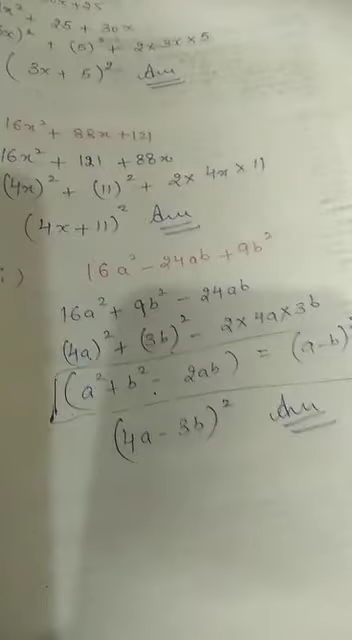 x² + 25 + 30x
+ (5)² + 2×3x×5
(3x + 5)² Ans
16x² + 88x + 121
16x² + 121 + 88x
(4x)² + (11)² + 2×4x×11
(4x+11)² Ans
:) 16a² - 24ab + 9b²
16a² + 9b² - 24ab
(4a)² + (3b)² - 2×4a×3b
(a² + b² - 2ab) = (a-b)²
(4a - 3b)² Ans